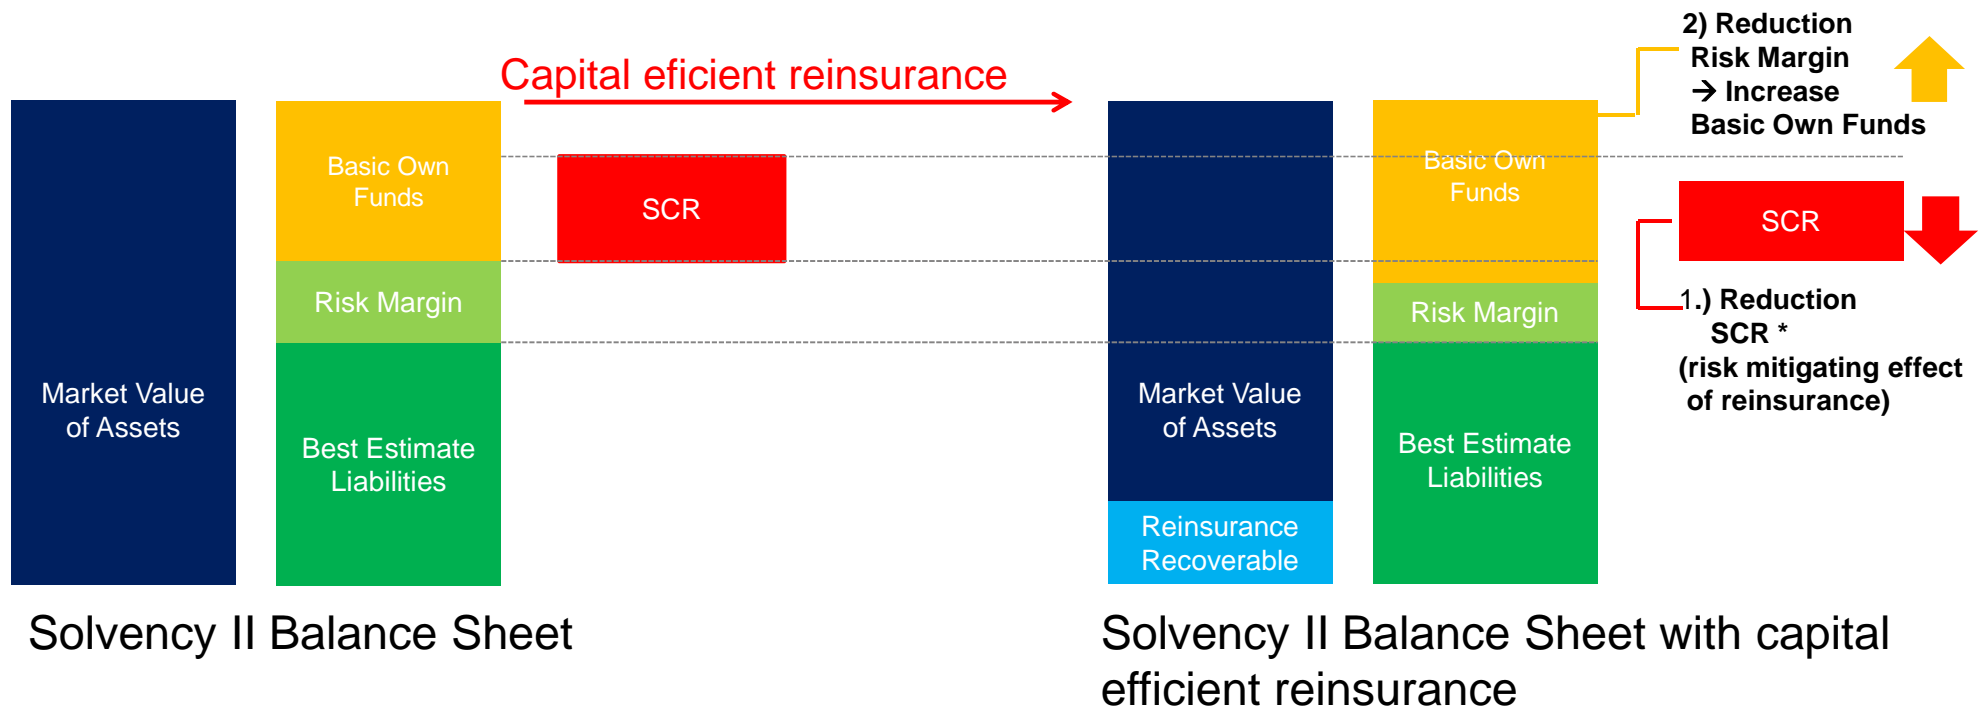 Capital eficient reinsurance
Market Value
of Assets
Basic Own
Funds
Risk Margin
Best Estimate
Liabilities
SCR
Solvency II Balance Sheet
Market Value
of Assets
Reinsurance
Recoverable
Basic Own
Funds
Risk Margin
Best Estimate
Liabilities
2) Reduction
Risk Margin
→ Increase
Basic Own Funds
SCR
1.) Reduction
SCR *
(risk mitigating effect
of reinsurance)
Solvency II Balance Sheet with capital
efficient reinsurance